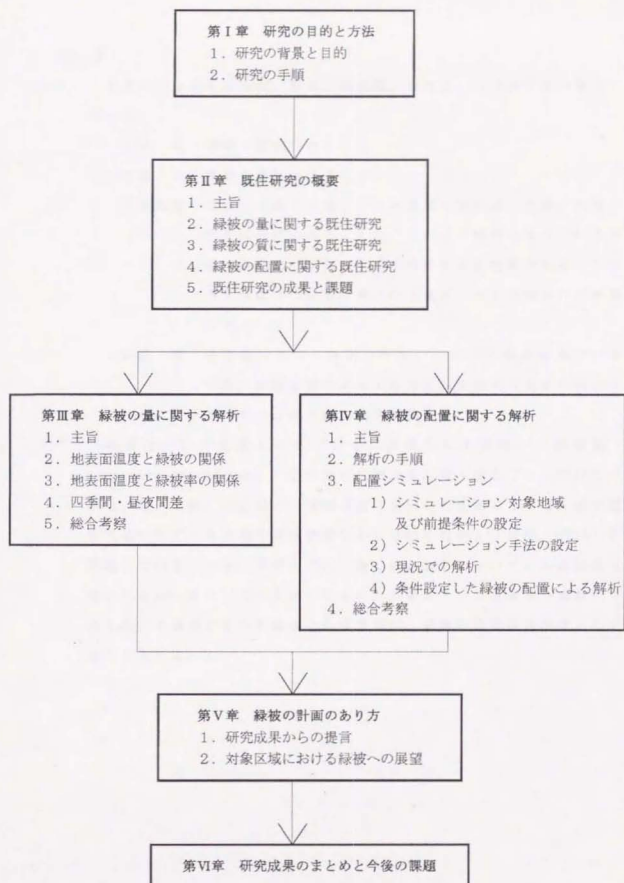 第Ⅰ章 研究の目的と方法
1．研究の背景と目的
2．研究の手順
第Ⅱ章 既住研究の概要
1．主旨
2．緑被の量に関する既住研究
3．緑被の質に関する既住研究
4．緑被の配置に関する既住研究
5．既住研究の成果と課題
第Ⅲ章 緑被の量に関する解析
1．主旨
2．地表面温度と緑被の関係
3．地表面温度と緑被率の関係
4．四季間・昼夜間差
5．総合考察
第Ⅳ章 緑被の配置に関する解析
1．主旨
2．解析の手順
3．配置シミュレーション
1）シミュレーション対象地域
及び前提条件の設定
2）シミュレーション手法の設定
3）現況での解析
4）条件設定した緑被の配置による解析
4．総合考察
第Ⅴ章 緑被の計画のあり方
1．研究成果からの提言
2．対象区域における緑被への展望
第Ⅵ章 研究成果のまとめと今後の課題